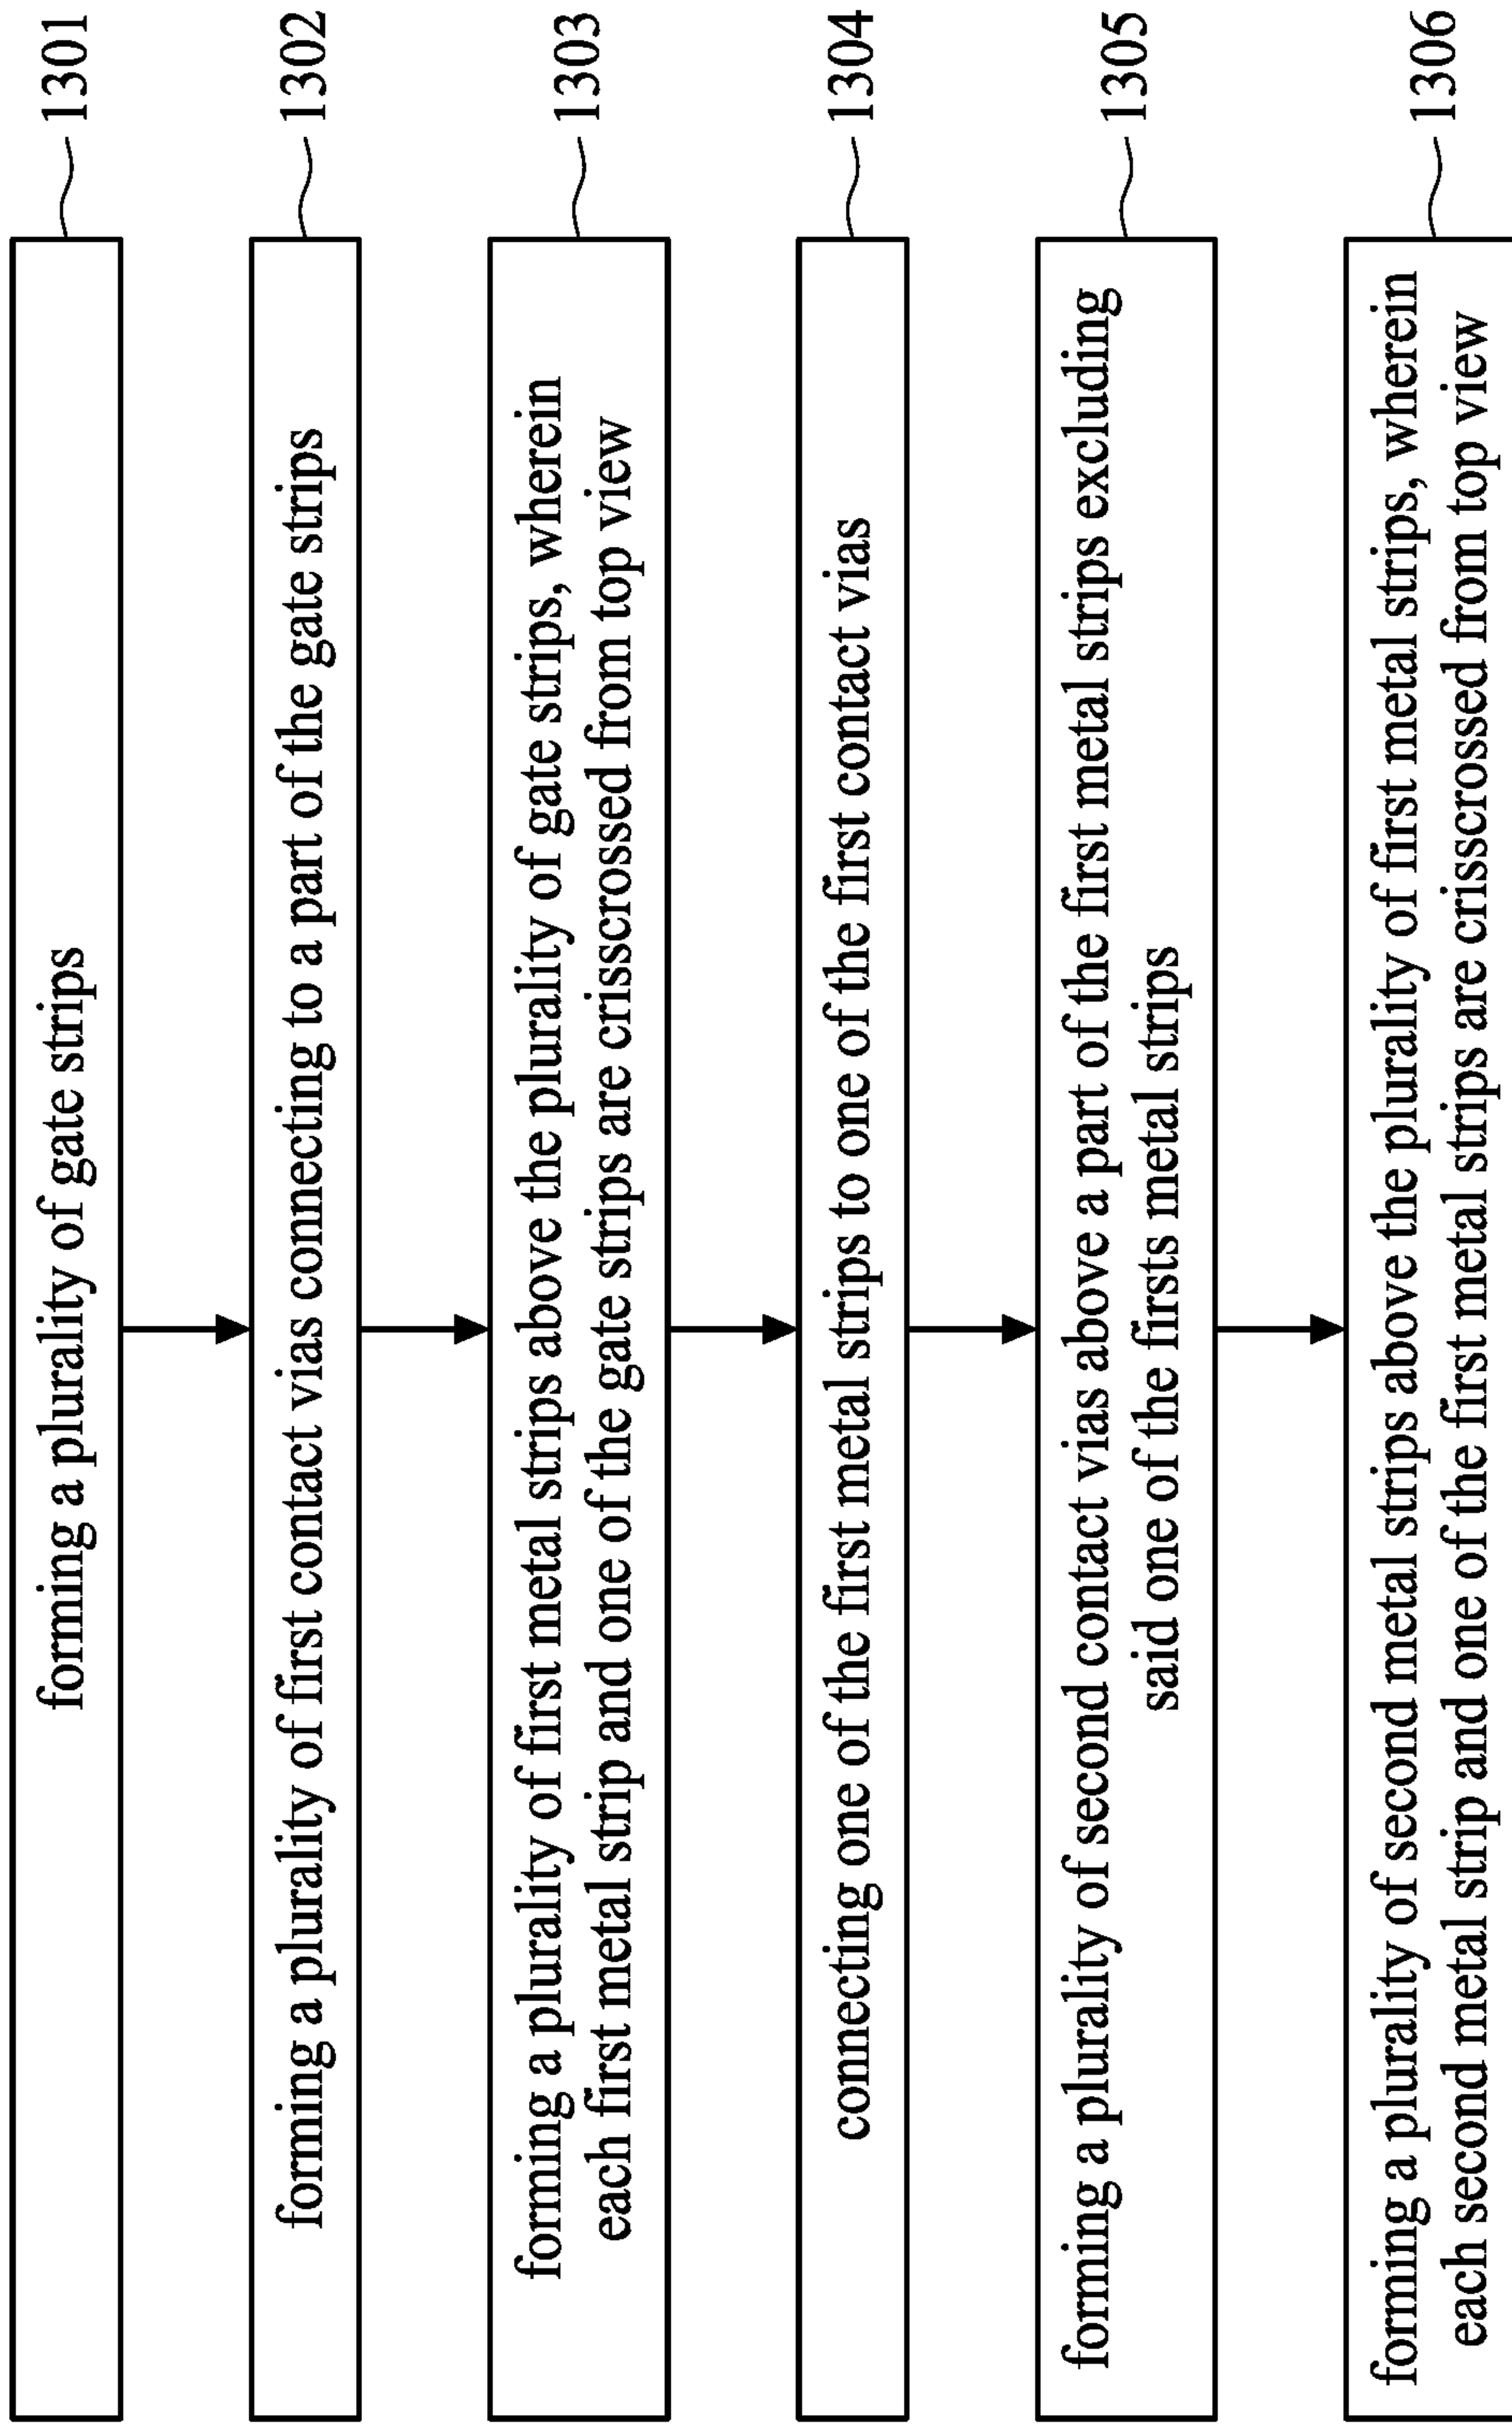 forming a plurality of gate strips
1301
forming a plurality of first contact vias connecting to a part of the gate strips
1302
forming a plurality of first metal strips above the plurality of gate strips, wherein
each first metal strip and one of the gate strips are crisscrossed from top view
1303
connecting one of the first metal strips to one of the first contact vias
1304
forming a plurality of second contact vias above a part of the first metal strips excluding
said one of the firsts metal strips
1305
forming a plurality of second metal strips above the plurality of first metal strips, wherein
each second metal strip and one of the first metal strips are crisscrossed from top view
1306